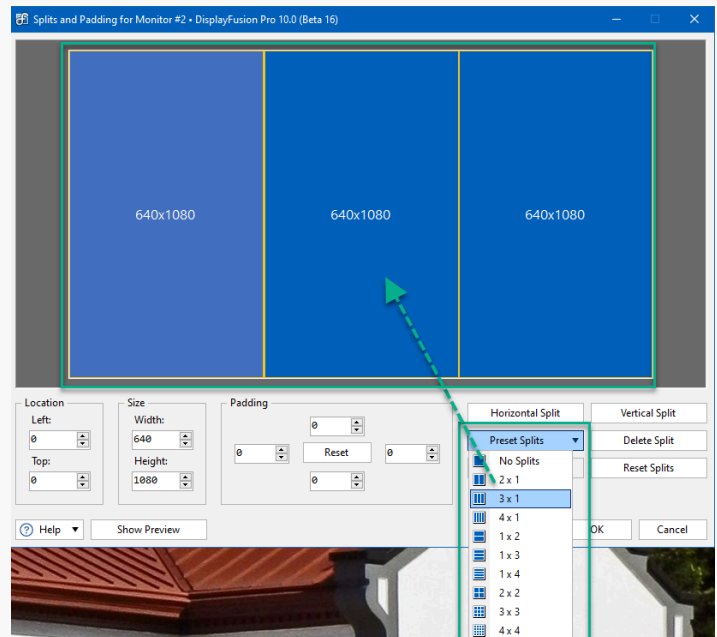 Splits and Padding for Monitor #2 • DisplayFusion Pro 10.0 (Beta 16)
640x1080
640x1080
640x1080
Location
Left:
0
Top:
0
Size
Width:
640
Height:
1080
Padding
0
0
Reset
0
0
Horizontal Split
Vertical Split
Preset Splits
Delete Split
Reset Splits
No Splits
2 x 1
3 x 1
4 x 1
1 x 2
1 x 3
1 x 4
2 x 2
3 x 3
4 x 4
? Help
Show Preview
OK
Cancel